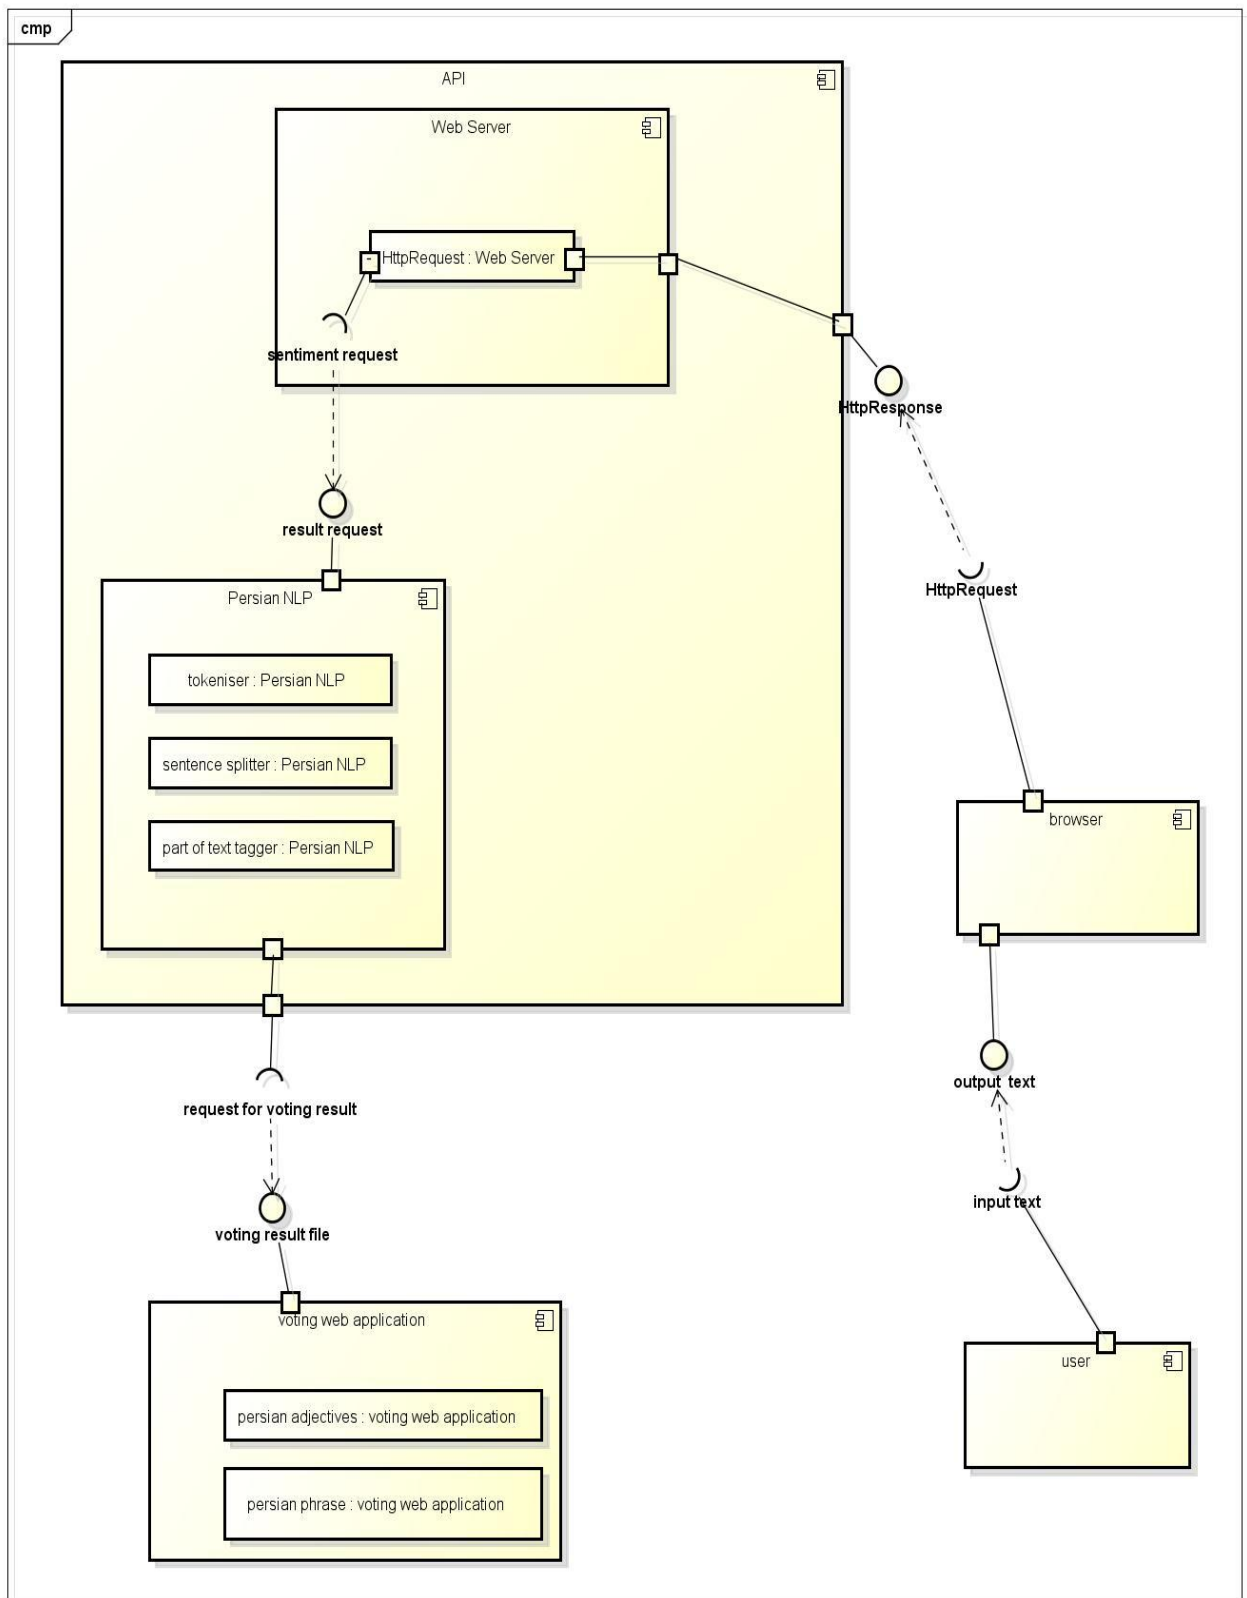 cmp
API
Web Server
HttpRequest : Web Server
sentiment request
HttpResponse
result request
HttpRequest
Persian NLP
tokeniser : Persian NLP
sentence splitter : Persian NLP
part of text tagger : Persian NLP
browser
output text
request for voting result
input text
voting result file
voting web application
user
persian adjectives : voting web application
persian phrase : voting web application